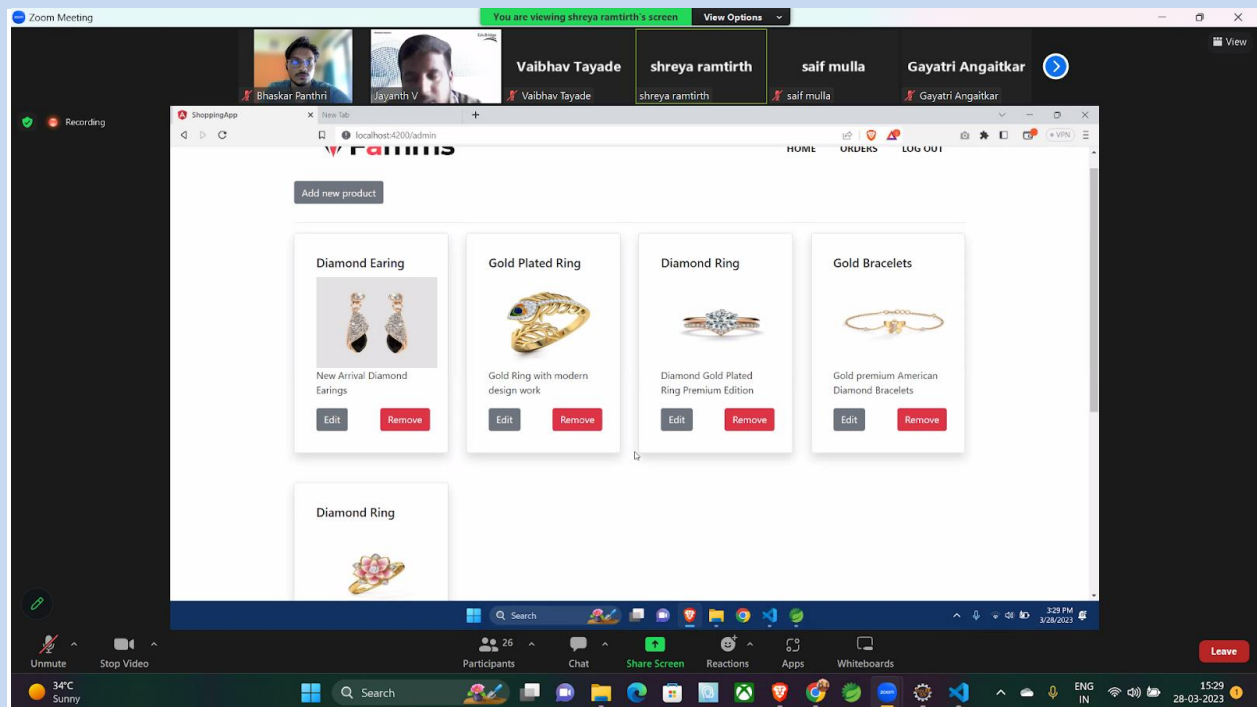 Zoom Meeting
You are viewing shreya ramtirth's screen
View Options
View
EduBridge
Vaibhav Tayade
shreya ramtirth
saif mulla
Gayatri Angaitkar
Bhaskar Panthri
Jayanth V
Vaibhav Tayade
shreya ramtirth
saif mulla
Gayatri Angaitkar
Recording
ShoppingApp
New Tab
localhost:4200/admin
VPN
Famms
HOME
ORDERS
LOG OUT
Add new product
Diamond Earing
New Arrival Diamond
Earings
Edit
Remove
Gold Plated Ring
Gold Ring with modern
design work
Edit
Remove
Diamond Ring
Diamond Gold Plated
Ring Premium Edition
Edit
Remove
Gold Bracelets
Gold premium American
Diamond Bracelets
Edit
Remove
Diamond Ring
Search
3:29 PM
3/28/2023
Unmute
Stop Video
26
Participants
Chat
Share Screen
Reactions
Apps
Whiteboards
Leave
34°C
Sunny
Search
zoom
ENG
IN
15:29
28-03-2023
1